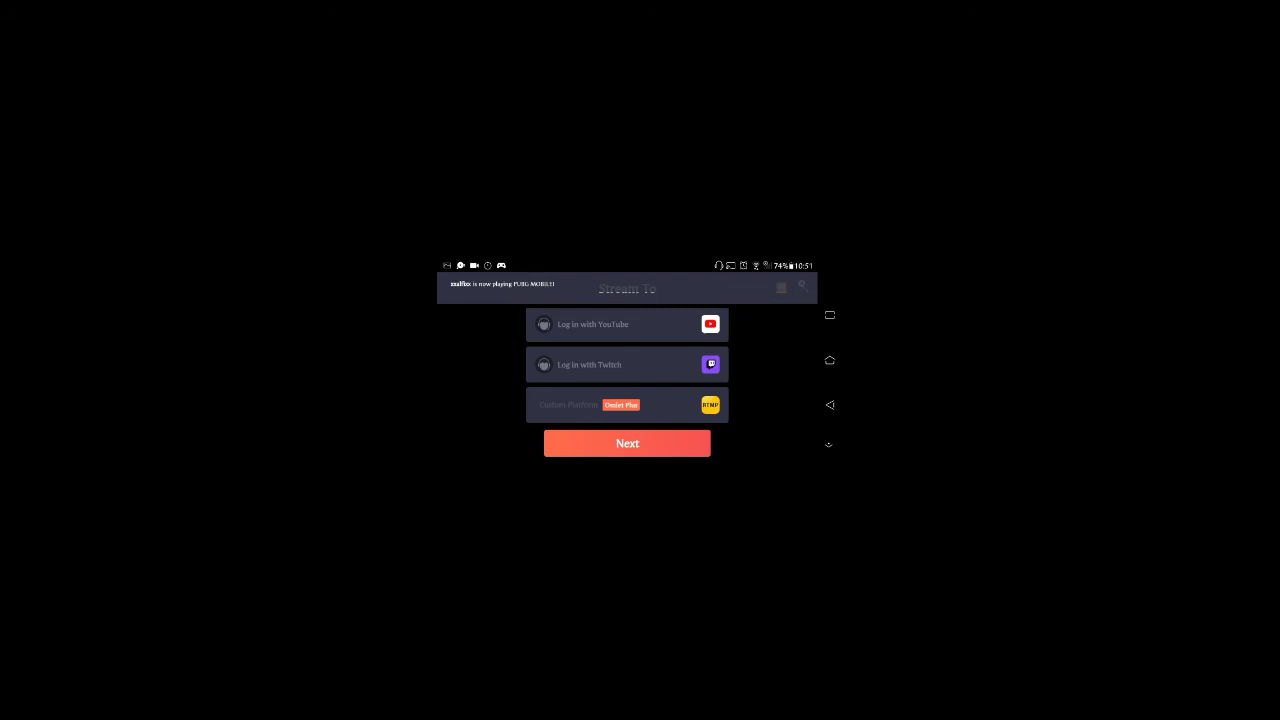 74% 10:51
xxalfixx is now playing PUBG MOBILE!
Stream To
Log in with YouTube
Log in with Twitch
Custom Platform Omlet Plus RTMP
Next